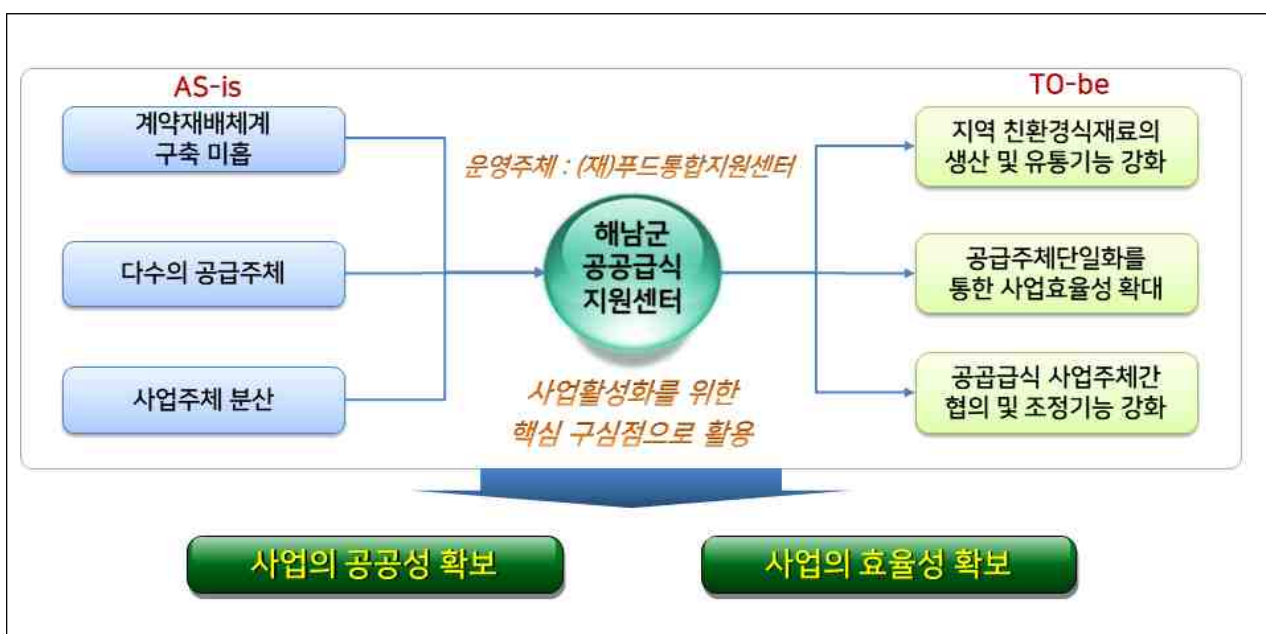 AS-is
계약재배체계
구축 미흡
다수의 공급주체
사업주체 분산
운영주체 : (재)푸드통합지원센터
해남군
공공급식
지원센터
사업활성화를 위한
핵심 구심점으로 활용
TO-be
지역 친환경식재료의
생산 및 유통기능 강화
공급주체단일화를
통한 사업효율성 확대
공곱급식 사업주체간
협의 및 조정기능 강화
사업의 공공성 확보
사업의 효율성 확보